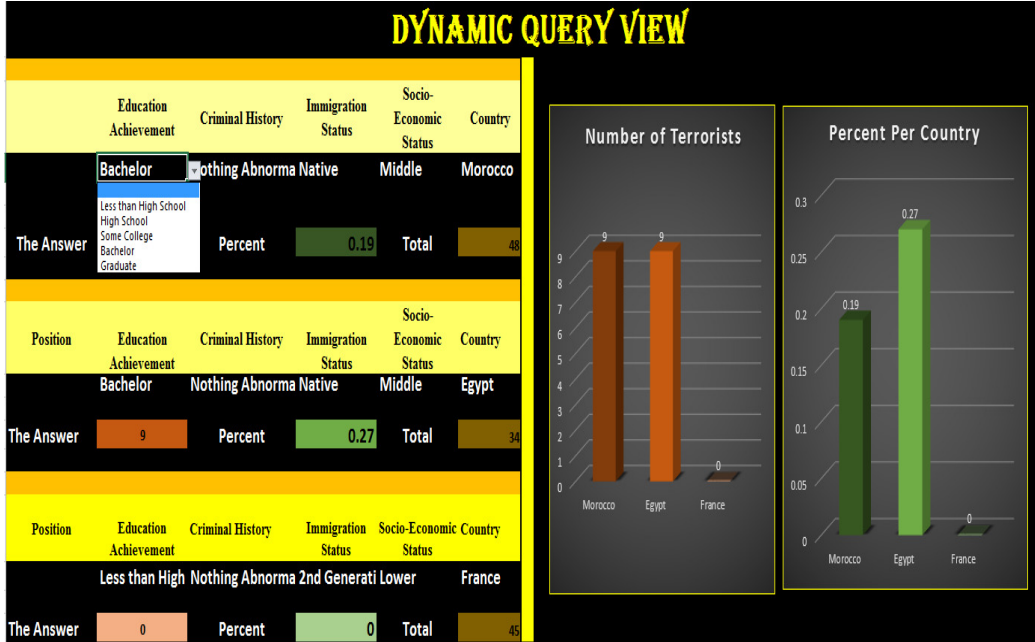 DYNAMIC QUERY VIEW
Education Achievement Criminal History Immigration Status Socio-Economic Status Country
Bachelor Nothing Abnorma Native Middle Morocco
Less than High School
High School
Some College
Bachelor
Graduate
The Answer Percent 0.19 Total 48
Position Education Achievement Criminal History Immigration Status Socio-Economic Status Country
Bachelor Nothing Abnorma Native Middle Egypt
The Answer 9 Percent 0.27 Total 34
Position Education Achievement Criminal History Immigration Status Socio-Economic Status Country
Less than High Nothing Abnorma 2nd Generati Lower France
The Answer 0 Percent 0 Total 45
Number of Terrorists
9 9 0
9
8
7
6
5
4
3
2
1
0
Morocco Egypt France
Percent Per Country
0.19 0.27 0
0.3
0.25
0.2
0.15
0.1
0.05
0
Morocco Egypt France